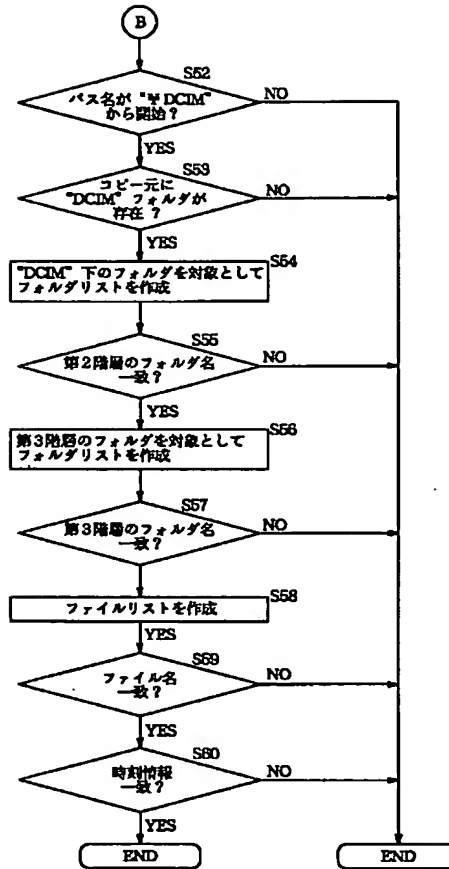 B
S52
パス名が "¥ DCIM"
から開始？
NO
YES
S53
コピー元に
"DCIM" フォルダが
存在 ？
NO
YES
S54
"DCIM" 下のフォルダを対象として
フォルダリストを作成
S55
第2階層のフォルダ名
一致？
NO
YES
S56
第3階層のフォルダを対象として
フォルダリストを作成
S57
第3階層のフォルダ名
一致？
NO
S58
ファイルリストを作成
YES
S59
ファイル名
一致？
NO
YES
S60
時刻情報
一致？
NO
YES
END
END